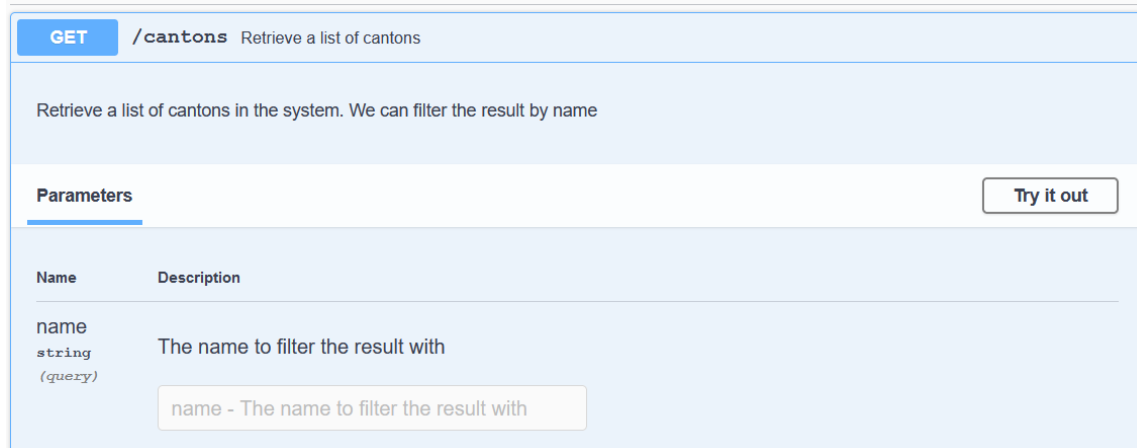 GET /cantons Retrieve a list of cantons
Retrieve a list of cantons in the system. We can filter the result by name
Parameters Try it out
Name Description
name
string
(query)
The name to filter the result with
name - The name to filter the result with